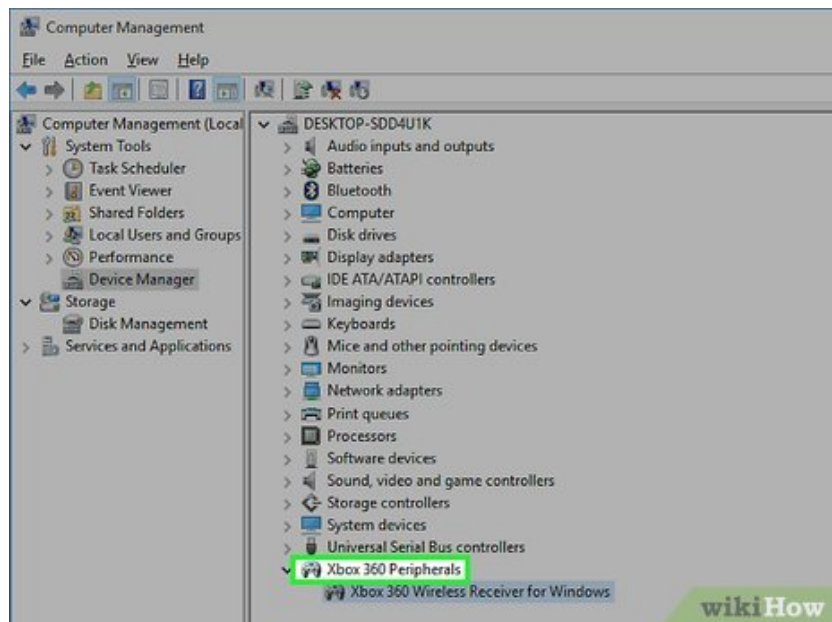 Computer Management
File Action View Help
Computer Management (Local
System Tools
Task Scheduler
Event Viewer
Shared Folders
Local Users and Groups
Performance
Device Manager
Storage
Disk Management
Services and Applications
DESKTOP-SDD4U1K
Audio inputs and outputs
Batteries
Bluetooth
Computer
Disk drives
Display adapters
IDE ATA/ATAPI controllers
Imaging devices
Keyboards
Mice and other pointing devices
Monitors
Network adapters
Print queues
Processors
Software devices
Sound, video and game controllers
Storage controllers
System devices
Universal Serial Bus controllers
Xbox 360 Peripherals
Xbox 360 Wireless Receiver for Windows
wikiHow